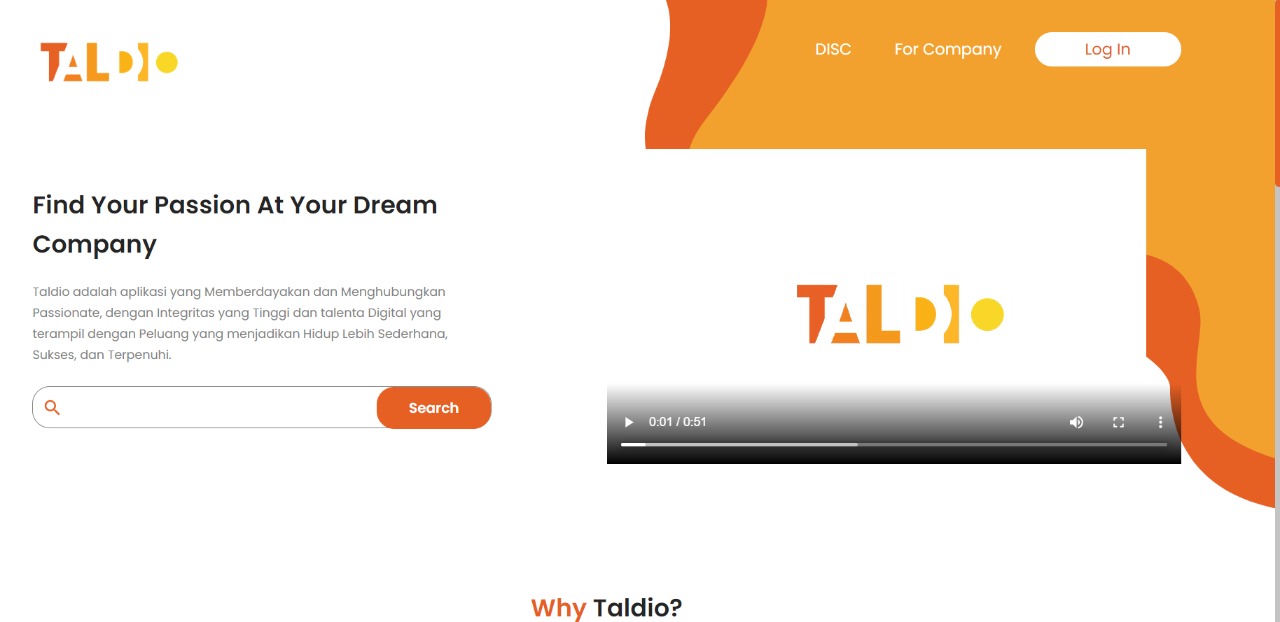 TALDIO
DISC
For Company
Log In
Find Your Passion At Your Dream
Company
Taldio adalah aplikasi yang Memberdayakan dan Menghubungkan
Passionate, dengan Integritas yang Tinggi dan talenta Digital yang
terampil dengan Peluang yang menjadikan Hidup Lebih Sederhana,
Sukses, dan Terpenuhi.
Search
TALDIO
0:01 / 0:51
Why Taldio?